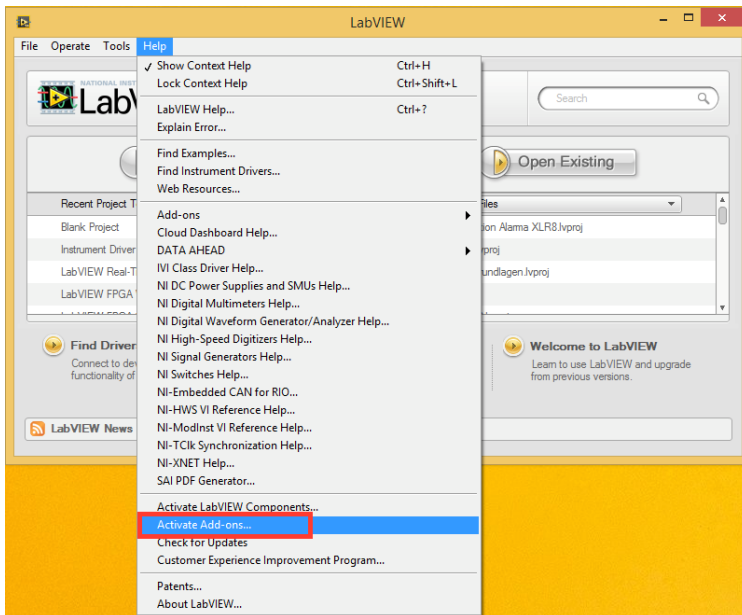 LabVIEW
File Operate Tools Help
NATIONAL INST
LabV
Search
Open Existing
Recent Project T
Files
Blank Project
ion Alarma XLR8.lvproj
Instrument Driver
vproj
LabVIEW Real-T
undlagen.lvproj
LabVIEW FPGA
Find Driver
Connect to dev
functionality of
Welcome to LabVIEW
Learn to use LabVIEW and upgrade
from previous versions.
LabVIEW News
✓ Show Context Help Ctrl+H
Lock Context Help Ctrl+Shift+L
LabVIEW Help... Ctrl+?
Explain Error...
Find Examples...
Find Instrument Drivers...
Web Resources...
Add-ons
Cloud Dashboard Help...
DATA AHEAD
IVI Class Driver Help...
NI DC Power Supplies and SMUs Help...
NI Digital Multimeters Help...
NI Digital Waveform Generator/Analyzer Help...
NI High-Speed Digitizers Help...
NI Signal Generators Help...
NI Switches Help...
NI-Embedded CAN for RIO...
NI-HWS VI Reference Help...
NI-ModInst VI Reference Help...
NI-TClk Synchronization Help...
NI-XNET Help...
SAI PDF Generator...
Activate LabVIEW Components...
Activate Add-ons...
Check for Updates
Customer Experience Improvement Program...
Patents...
About LabVIEW...